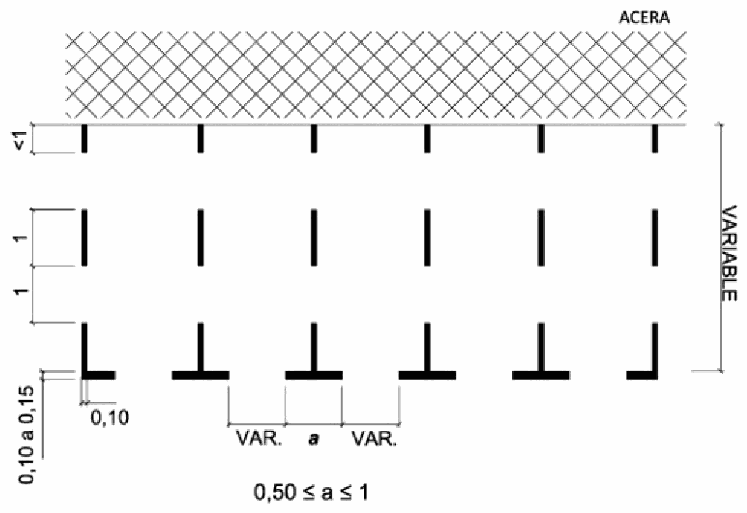 ACERA
<1
1
1
VARIABLE
0,10 a 0,15
0,10
VAR.
a
VAR.
0,50 ≤ a ≤ 1